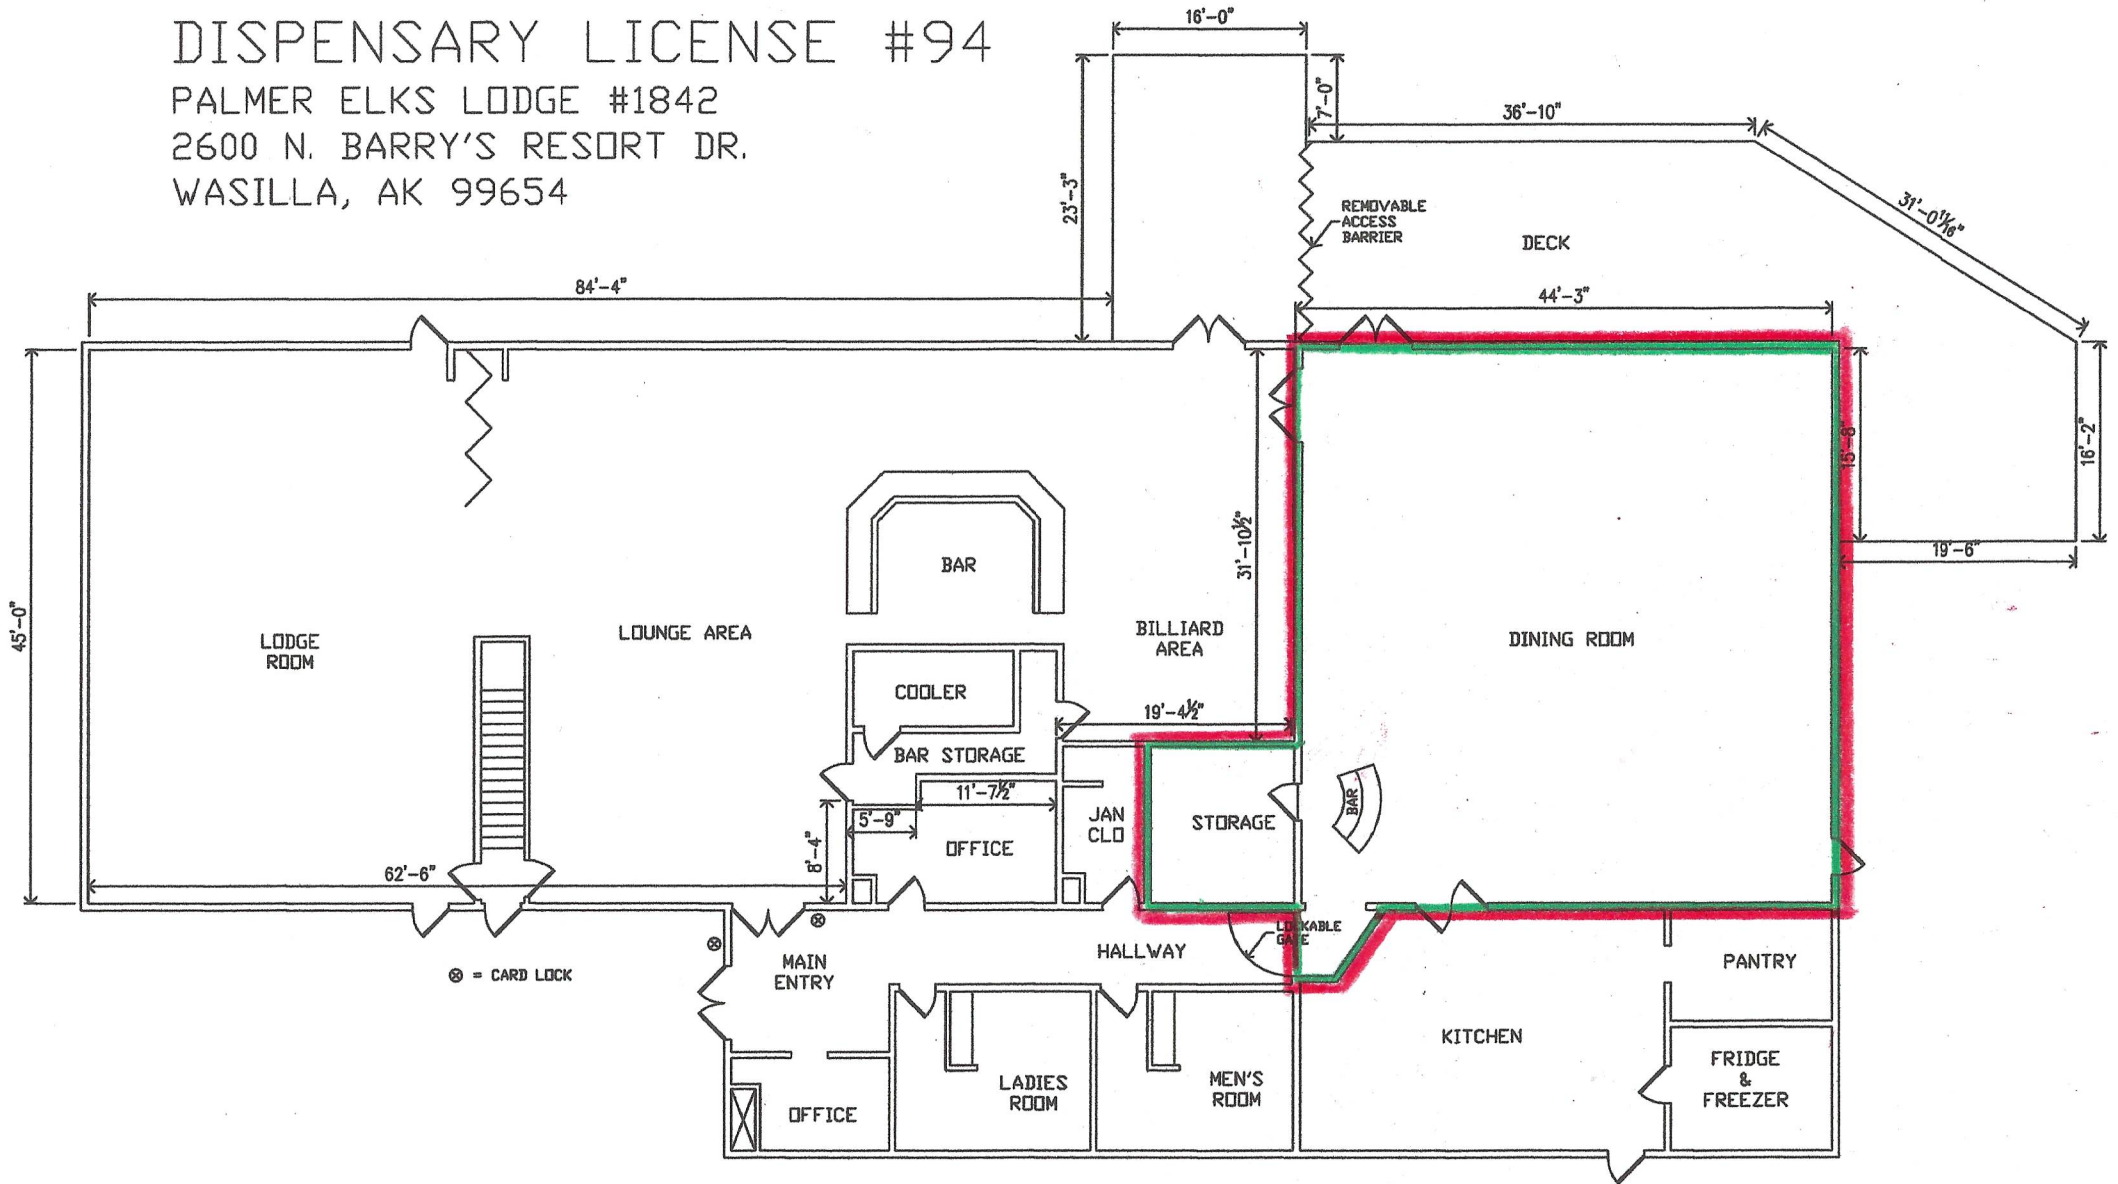 DISPENSARY LICENSE #94
PALMER ELKS LODGE #1842
2600 N. BARRY'S RESORT DR.
WASILLA, AK 99654
16'-0"
7'-0"
36'-10"
23'-3"
REMOVABLE
ACCESS
BARRIER
DECK
31'-0 1/16"
84'-4"
44'-3"
45'-0"
15'-8"
16'-2"
19'-6"
31'-10½"
BAR
LODGE
ROOM
LOUNGE AREA
BILLIARD
AREA
DINING ROOM
COOLER
19'-4½"
BAR STORAGE
11'-7½"
5'-9"
8'-4"
OFFICE
JAN
CLO
STORAGE
BAR
62'-6"
LOCKABLE
GATE
HALLWAY
MAIN
ENTRY
⊗ = CARD LOCK
PANTRY
KITCHEN
FRIDGE
&
FREEZER
LADIES
ROOM
MEN'S
ROOM
OFFICE